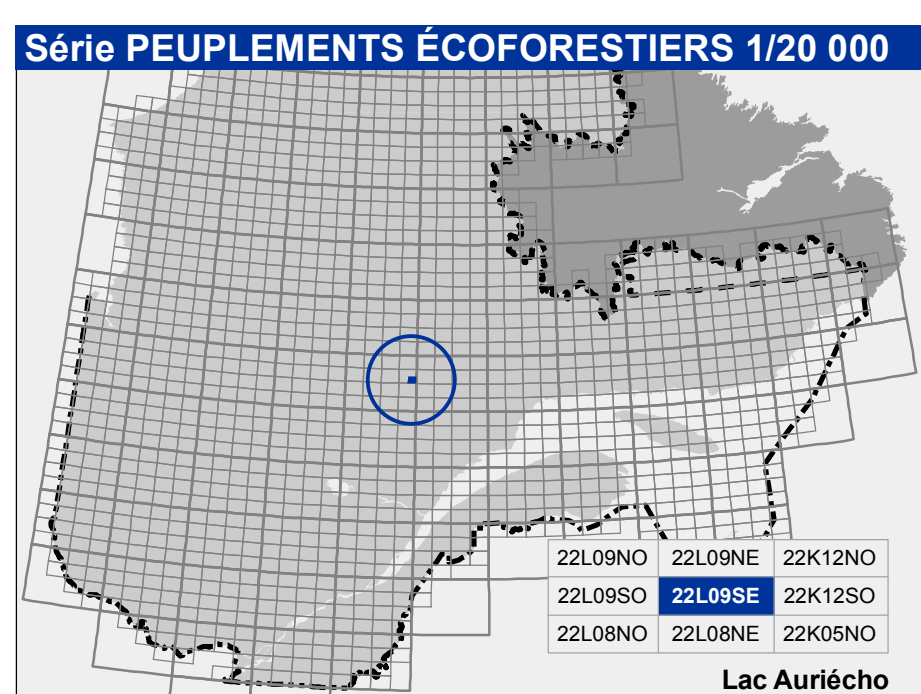 Série PEUPLEMENTS ÉCOFORESTIERS 1/20 000
22L09NO 22L09NE 22K12NO
22L09SO 22L09SE 22K12SO
22L08NO 22L08NE 22K05NO
Lac Auriécho